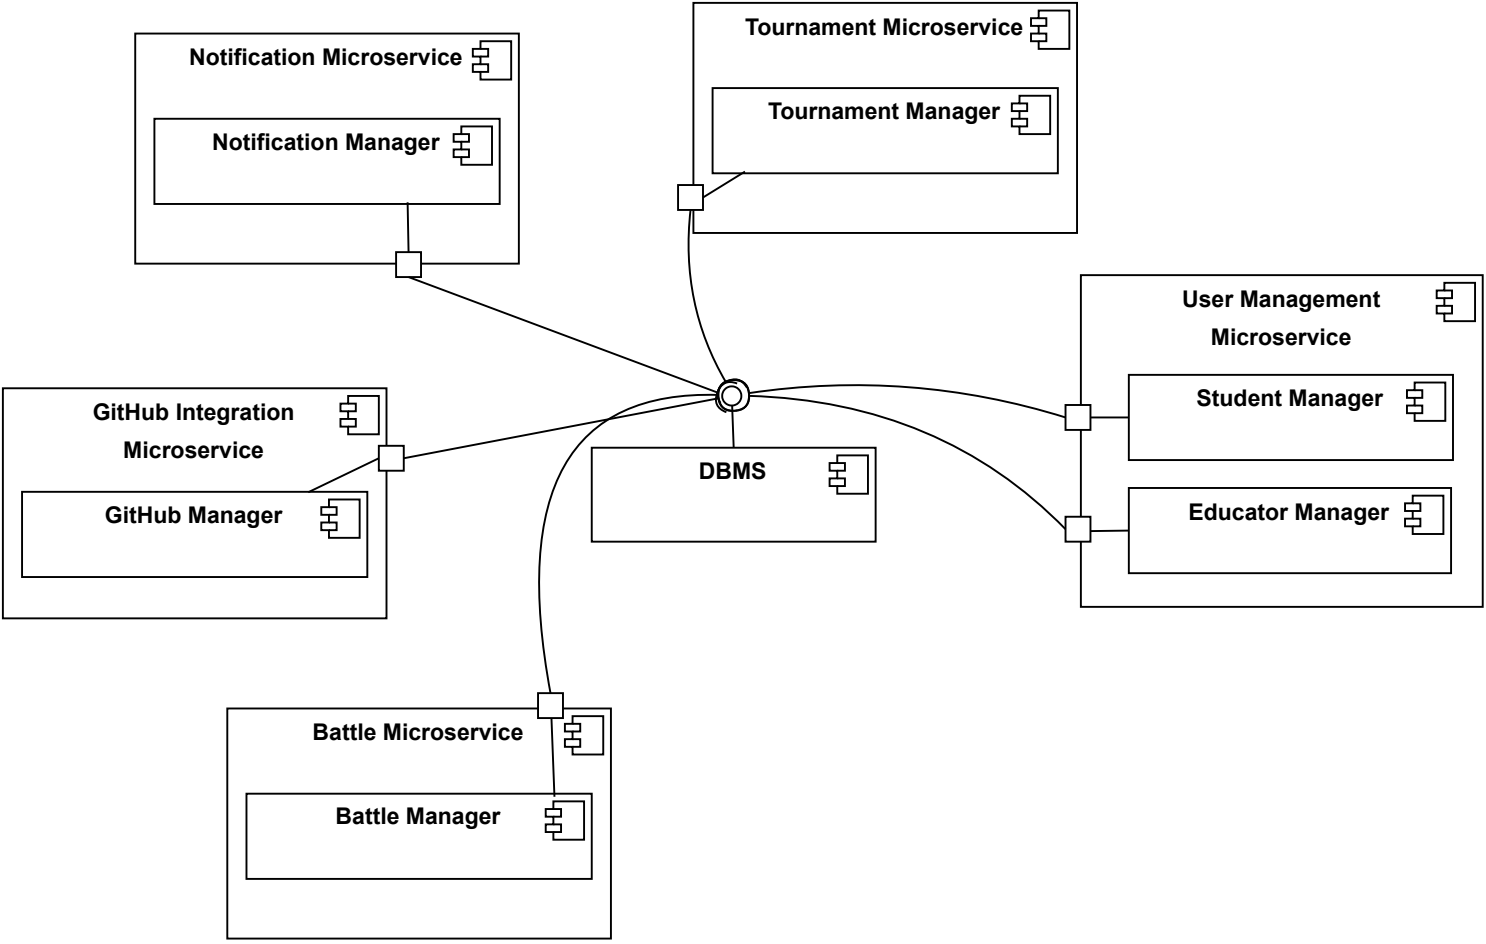 Tournament Microservice
Tournament Manager
Notification Microservice
Notification Manager
User Management
Microservice
Student Manager
Educator Manager
GitHub Integration
Microservice
GitHub Manager
DBMS
Battle Microservice
Battle Manager